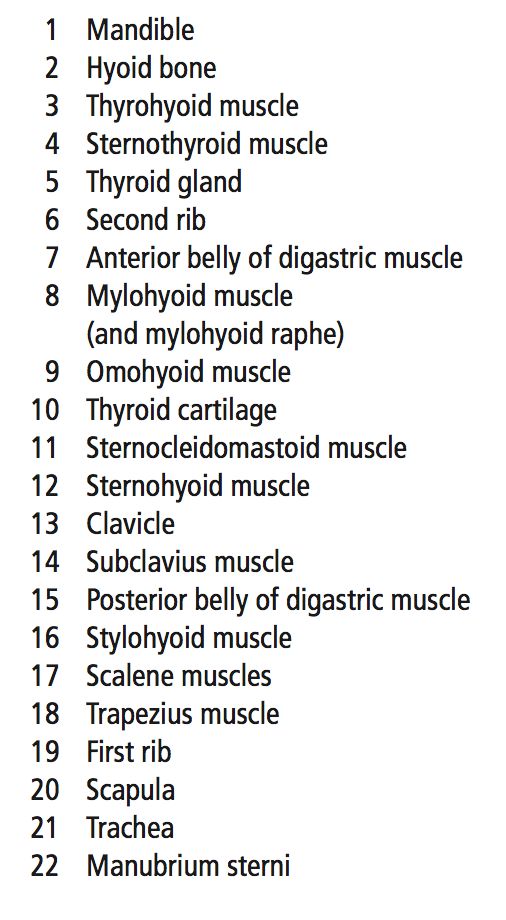 1 Mandible
2 Hyoid bone
3 Thyrohyoid muscle
4 Sternothyroid muscle
5 Thyroid gland
6 Second rib
7 Anterior belly of digastric muscle
8 Mylohyoid muscle
(and mylohyoid raphe)
9 Omohyoid muscle
10 Thyroid cartilage
11 Sternocleidomastoid muscle
12 Sternohyoid muscle
13 Clavicle
14 Subclavius muscle
15 Posterior belly of digastric muscle
16 Stylohyoid muscle
17 Scalene muscles
18 Trapezius muscle
19 First rib
20 Scapula
21 Trachea
22 Manubrium sterni